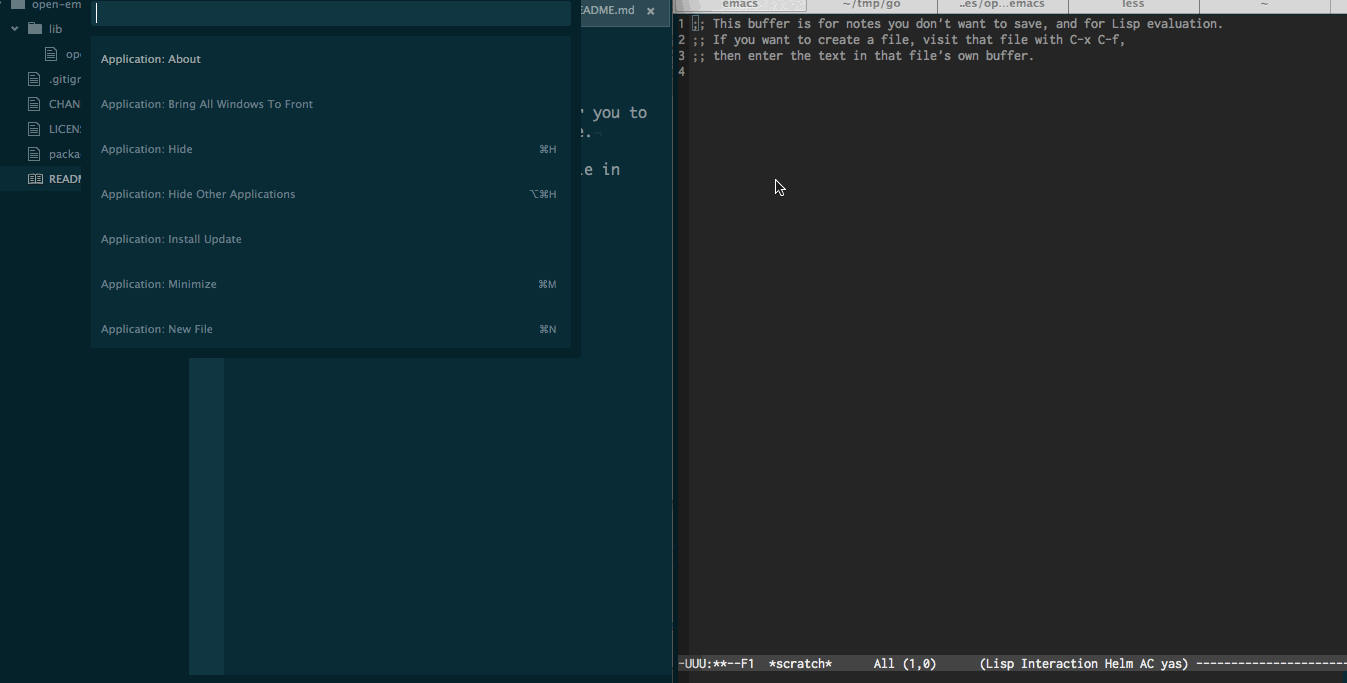 open-em
lib
ope
.gitigr
CHAN
LICEN
packa
READM
Application: About
Application: Bring All Windows To Front
Application: Hide ⌘H
Application: Hide Other Applications ⌥⌘H
Application: Install Update
Application: Minimize ⌘M
Application: New File ⌘N
EADME.md ×
you to
e.
le in
emacs ~/tmp/go ..es/op...emacs less ~
1 ;; This buffer is for notes you don't want to save, and for Lisp evaluation.
2 ;; If you want to create a file, visit that file with C-x C-f,
3 ;; then enter the text in that file's own buffer.
4
-UUU:**--F1 *scratch* All (1,0) (Lisp Interaction Helm AC yas) ----------------------